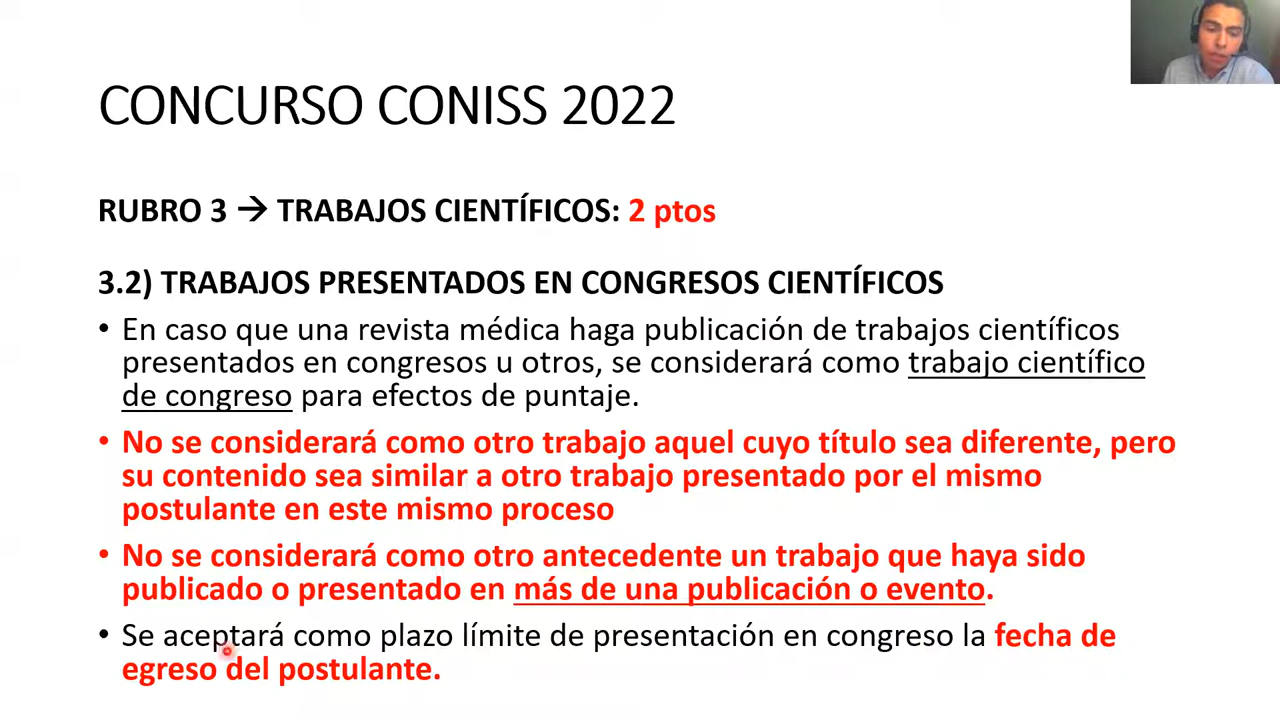 CONCURSO CONISS 2022
RUBRO 3 → TRABAJOS CIENTÍFICOS: 2 ptos
3.2) TRABAJOS PRESENTADOS EN CONGRESOS CIENTÍFICOS
• En caso que una revista médica haga publicación de trabajos científicos
presentados en congresos u otros, se considerará como trabajo científico
de congreso para efectos de puntaje.
• No se considerará como otro trabajo aquel cuyo título sea diferente, pero
su contenido sea similar a otro trabajo presentado por el mismo
postulante en este mismo proceso
• No se considerará como otro antecedente un trabajo que haya sido
publicado o presentado en más de una publicación o evento.
• Se aceptará como plazo límite de presentación en congreso la fecha de
egreso del postulante.